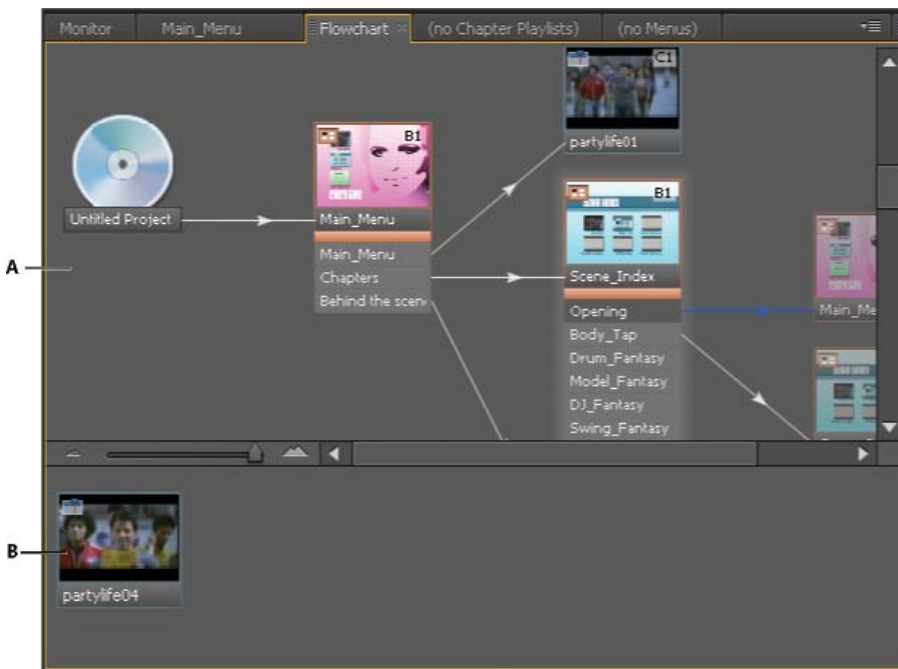 Monitor Main_Menu Flowchart × (no Chapter Playlists) (no Menus)
C1
partylife01
Untitled Project
B1
Main_Menu
Main_Menu
Chapters
Behind the scen
B1
Scene_Index
Opening
Body_Tap
Drum_Fantasy
Model_Fantasy
DJ_Fantasy
Swing_Fantasy
Main_Me
A
B
partylife04